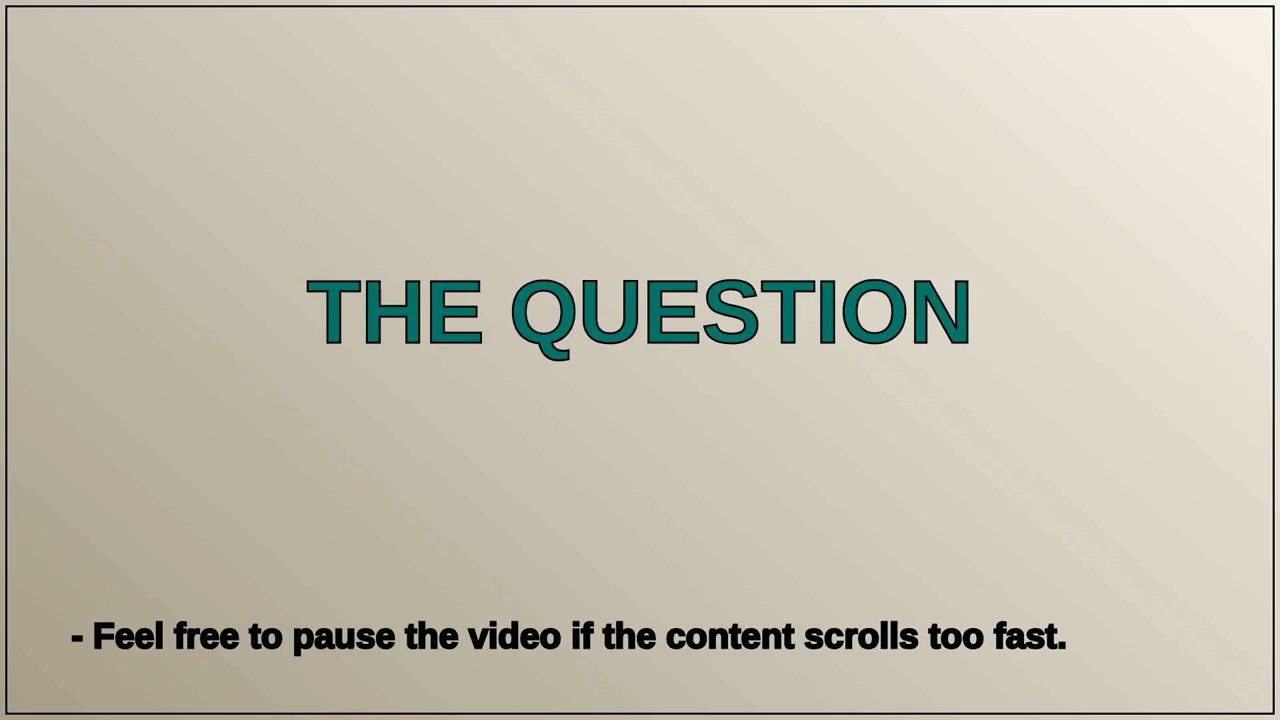 THE QUESTION
- Feel free to pause the video if the content scrolls too fast.